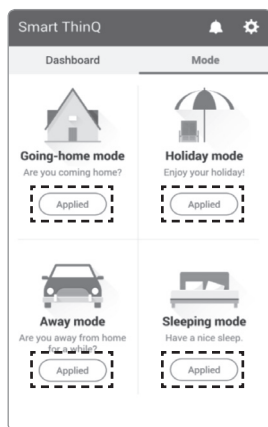 Smart ThinQ
Dashboard Mode
Going-home mode
Are you coming home?
Applied
Holiday mode
Enjoy your holiday!
Applied
Away mode
Are you away from home
for a while?
Applied
Sleeping mode
Have a nice sleep.
Applied